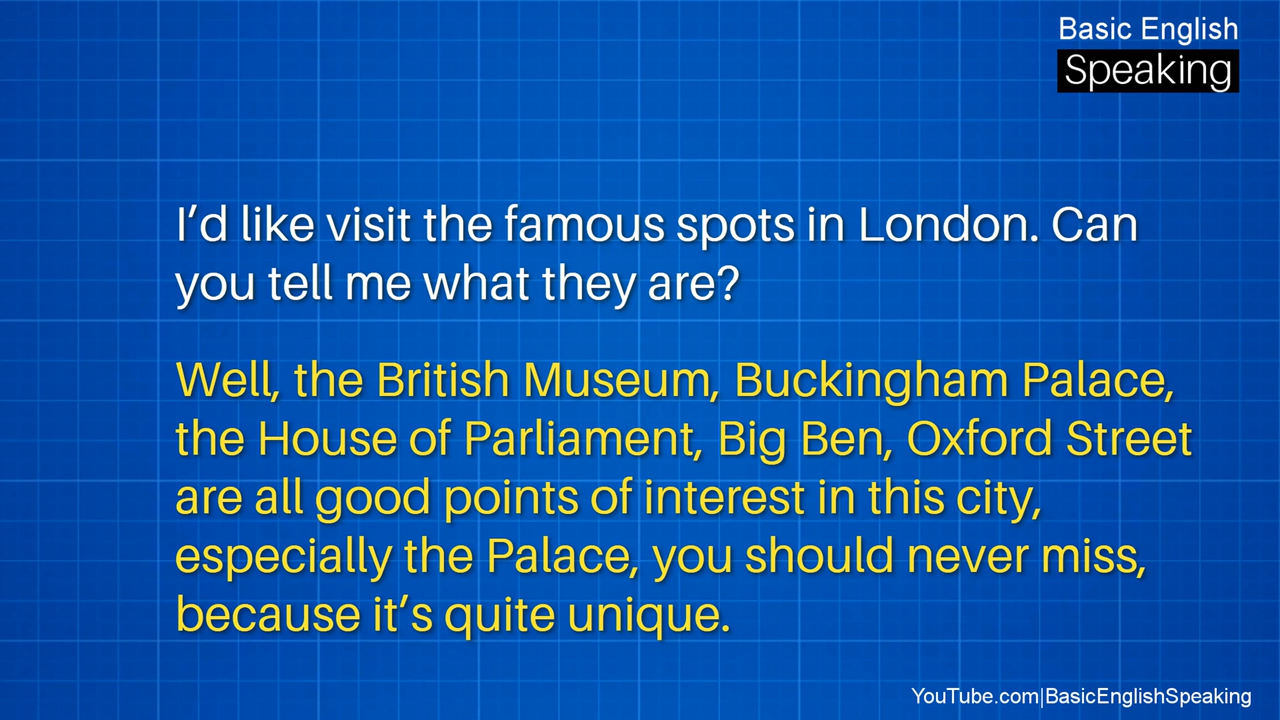 Basic English
Speaking
I’d like visit the famous spots in London. Can
you tell me what they are?
Well, the British Museum, Buckingham Palace,
the House of Parliament, Big Ben, Oxford Street
are all good points of interest in this city,
especially the Palace, you should never miss,
because it’s quite unique.
YouTube.com|BasicEnglishSpeaking